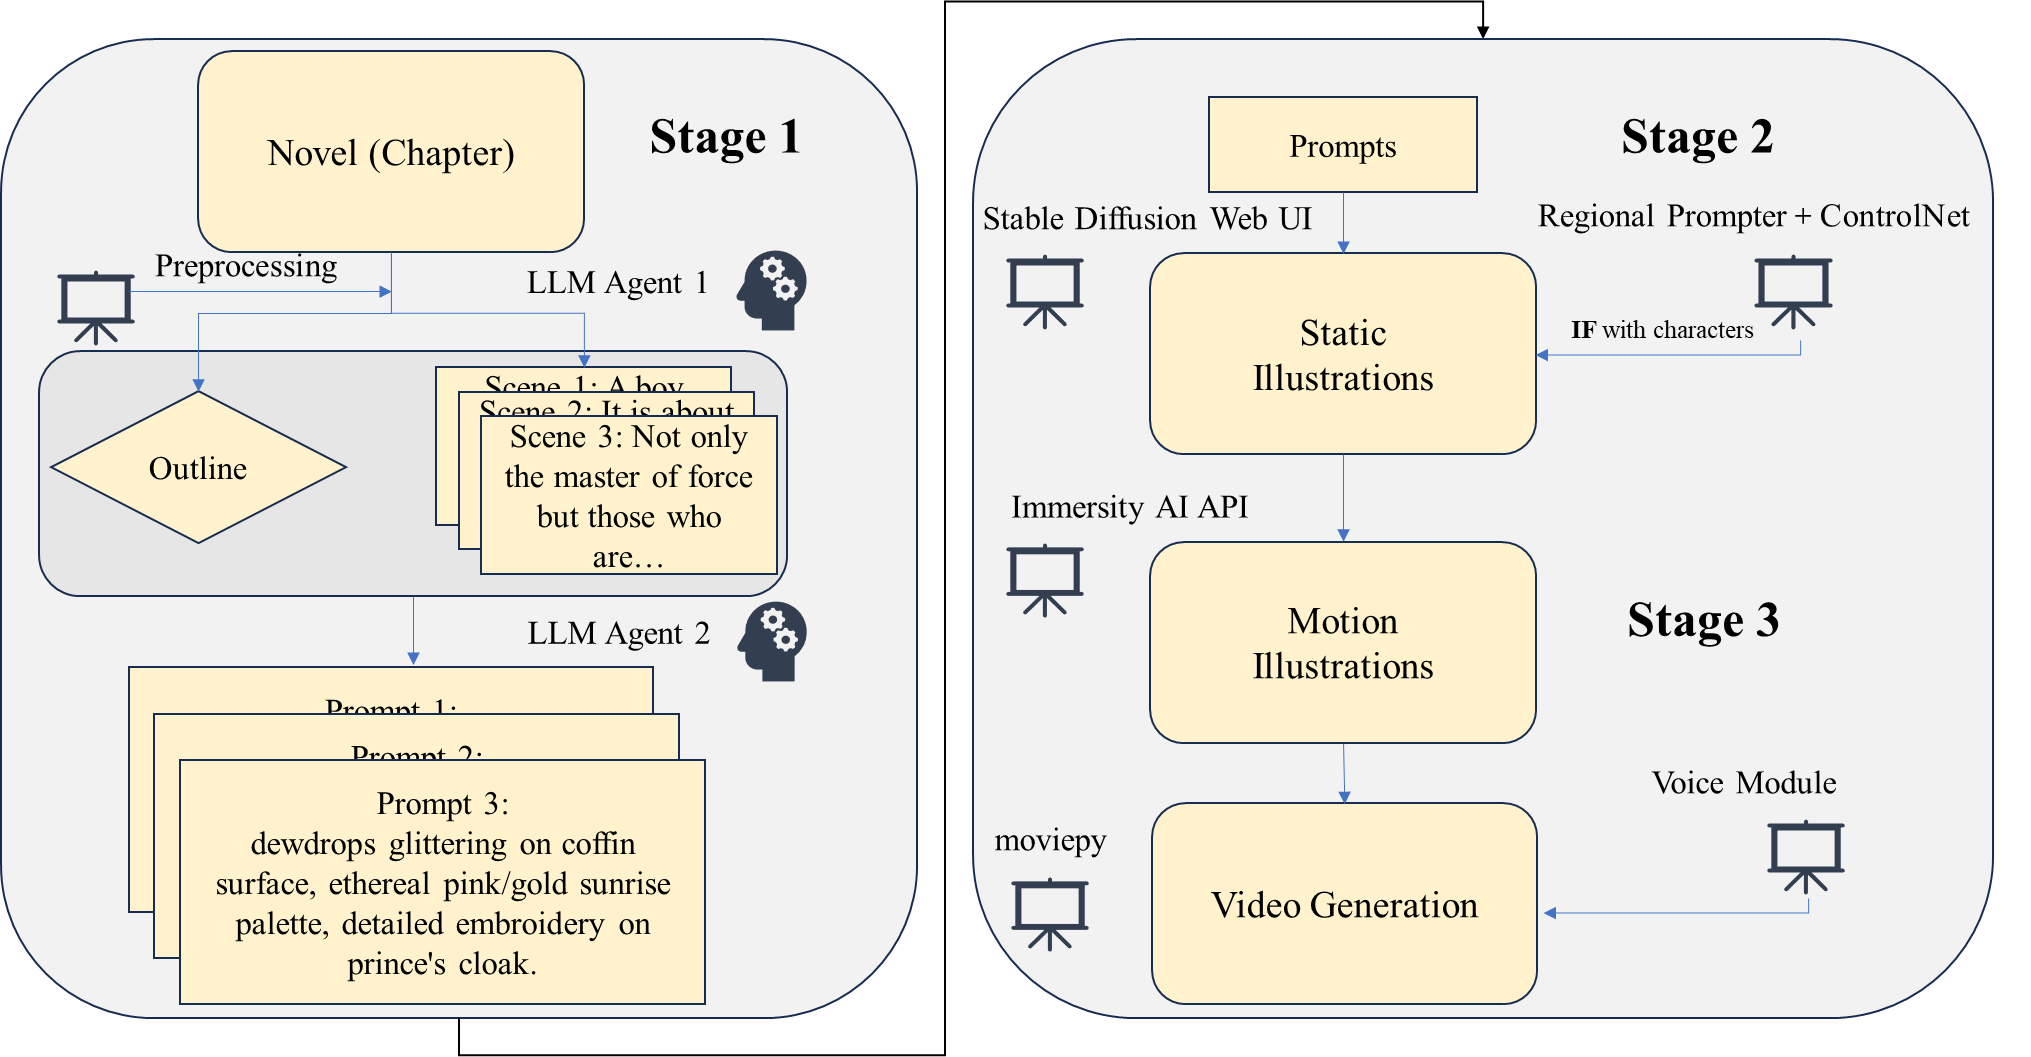 Novel (Chapter)
Stage 1
Preprocessing
LLM Agent 1
Outline
Scene 1: A boy
Scene 2: It is about
Scene 3: Not only
the master of force
but those who
are…
LLM Agent 2
Prompt 1:
Prompt 2:
Prompt 3:
dewdrops glittering on coffin
surface, ethereal pink/gold sunrise
palette, detailed embroidery on
prince's cloak.
Prompts
Stage 2
Stable Diffusion Web UI
Regional Prompter + ControlNet
Static
Illustrations
IF with characters
Immersity AI API
Motion
Illustrations
Stage 3
Voice Module
moviepy
Video Generation